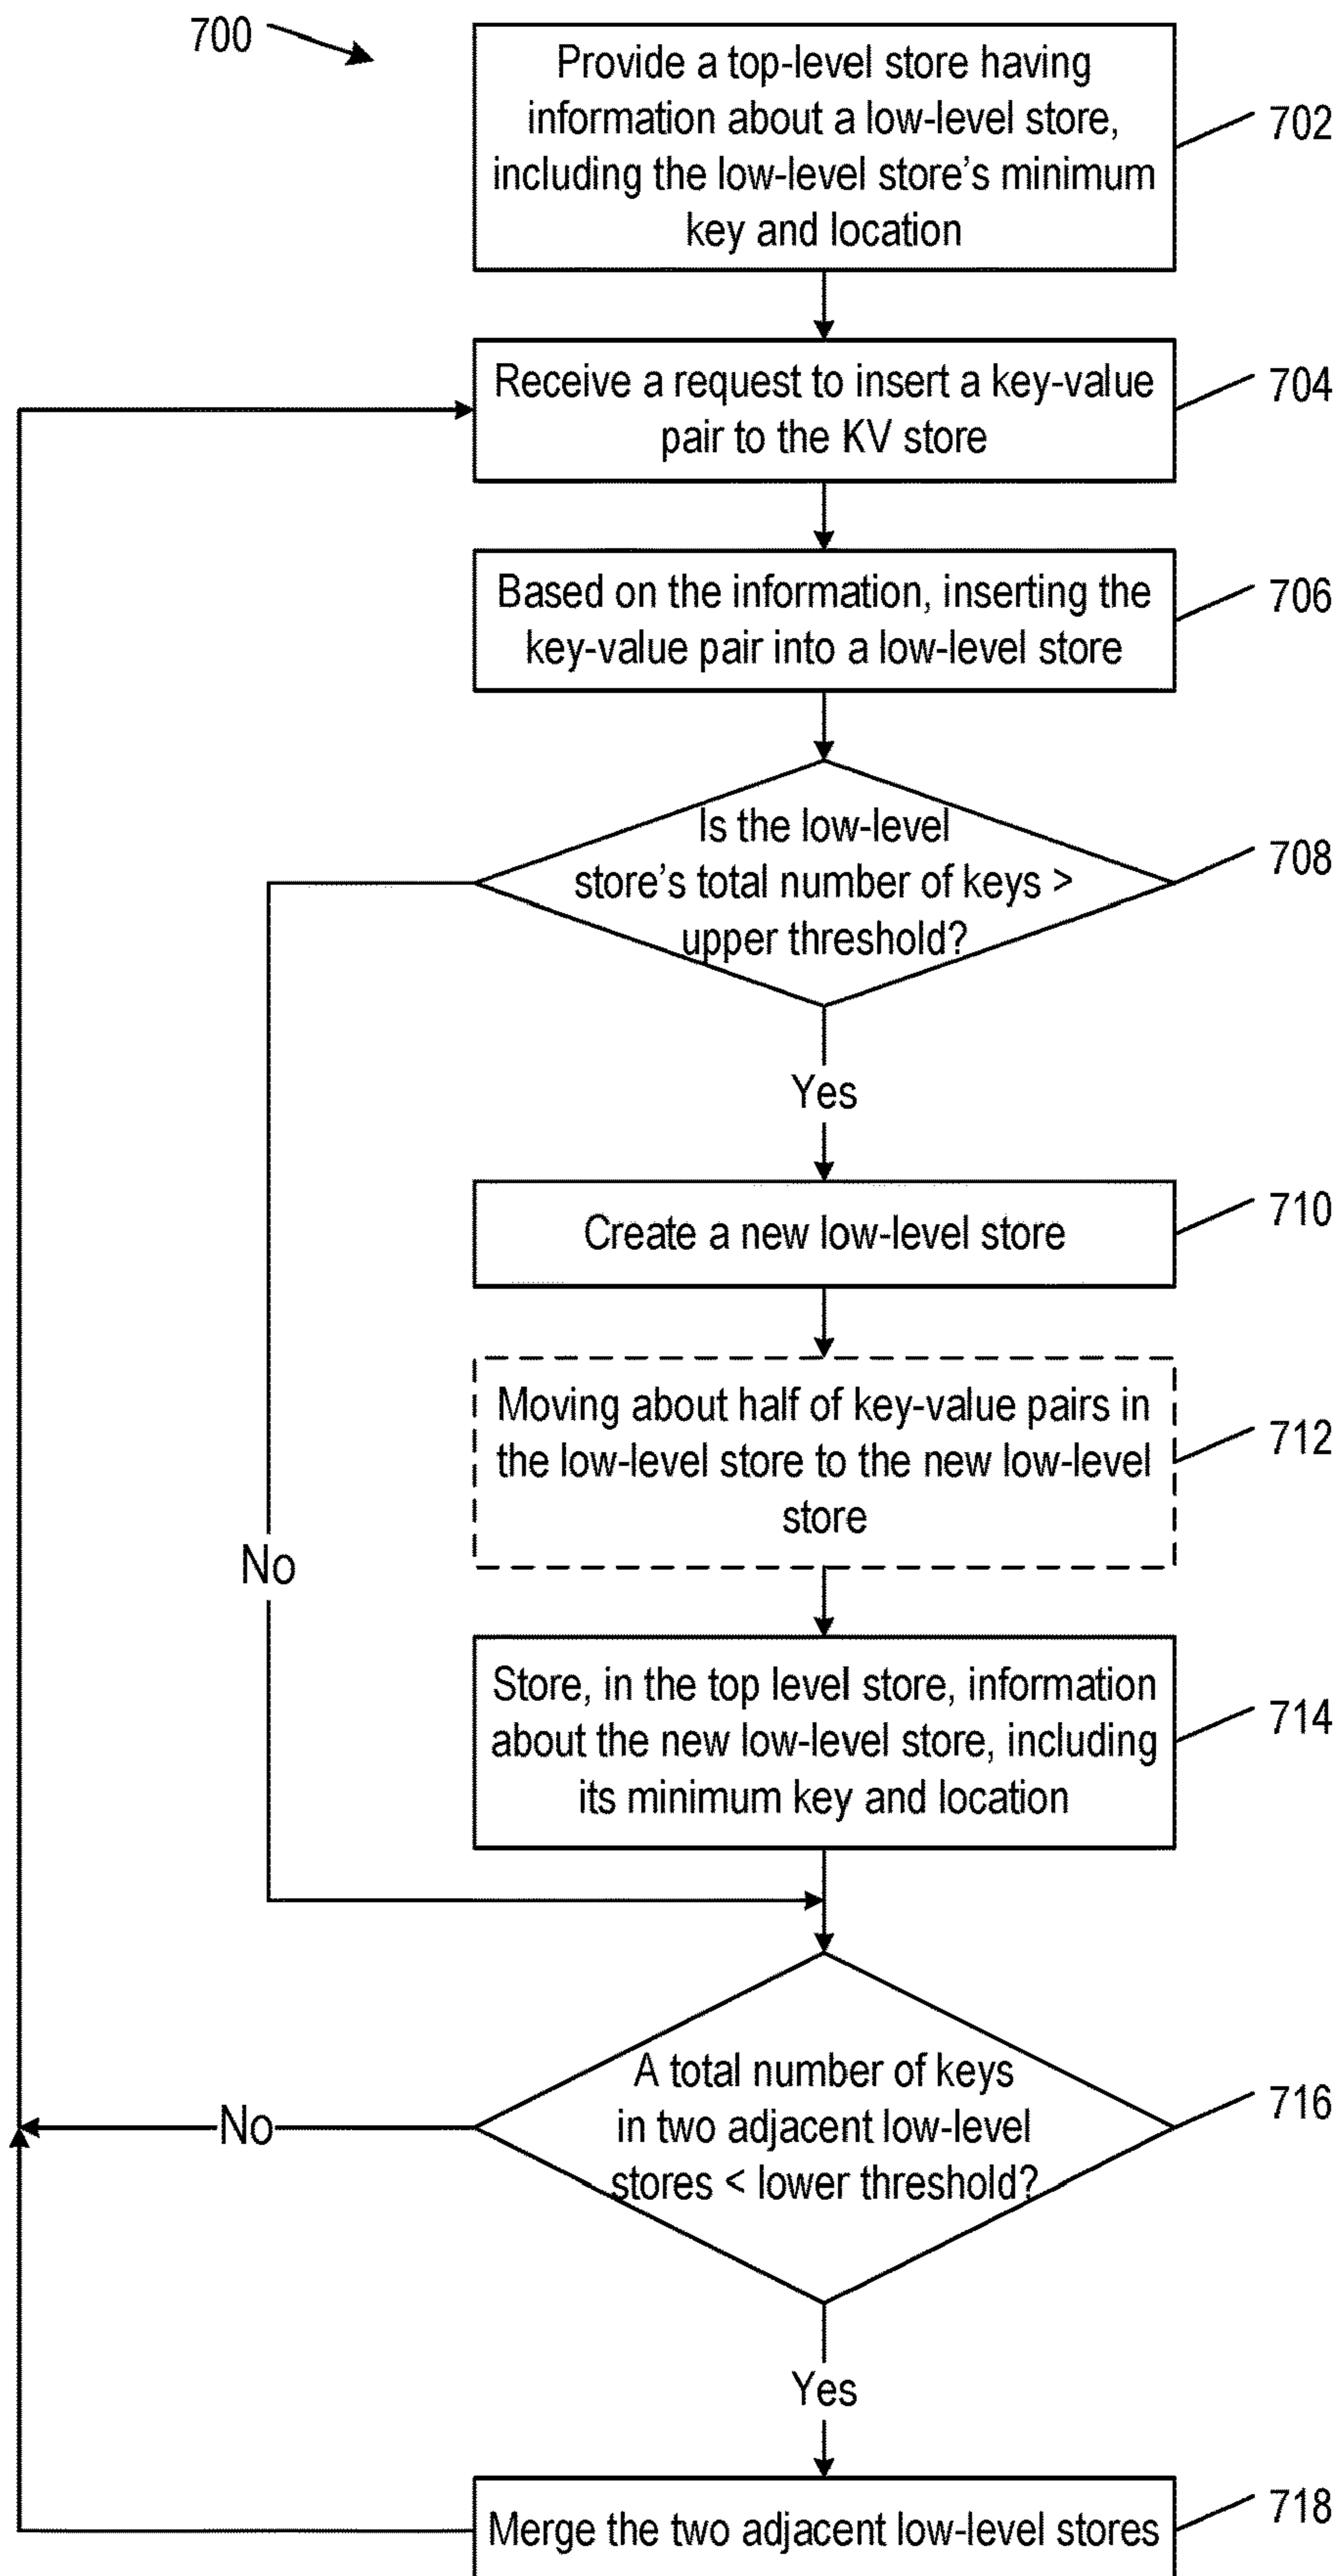 700
Provide a top-level store having
information about a low-level store,
including the low-level store's minimum
key and location
702
Receive a request to insert a key-value
pair to the KV store
704
Based on the information, inserting the
key-value pair into a low-level store
706
Is the low-level
store's total number of keys >
upper threshold?
708
Yes
Create a new low-level store
710
Moving about half of key-value pairs in
the low-level store to the new low-level
store
712
No
Store, in the top level store, information
about the new low-level store, including
its minimum key and location
714
A total number of keys
in two adjacent low-level
stores < lower threshold?
716
No
Yes
Merge the two adjacent low-level stores
718